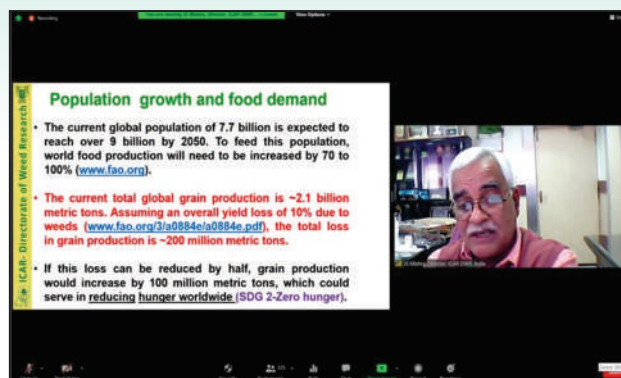 Recording
View Options
Population growth and food demand
• The current global population of 7.7 billion is expected to
reach over 9 billion by 2050. To feed this population,
world food production will need to be increased by 70 to
100% (www.fao.org).
• The current total global grain production is ~2.1 billion
metric tons. Assuming an overall yield loss of 10% due to
weeds (www.fao.org/3/a0884e/a0884e.pdf), the total loss
in grain production is ~200 million metric tons.
• If this loss can be reduced by half, grain production
would increase by 100 million metric tons, which could
serve in reducing hunger worldwide (SDG 2-Zero hunger).
ICAR- Directorate of Weed Research